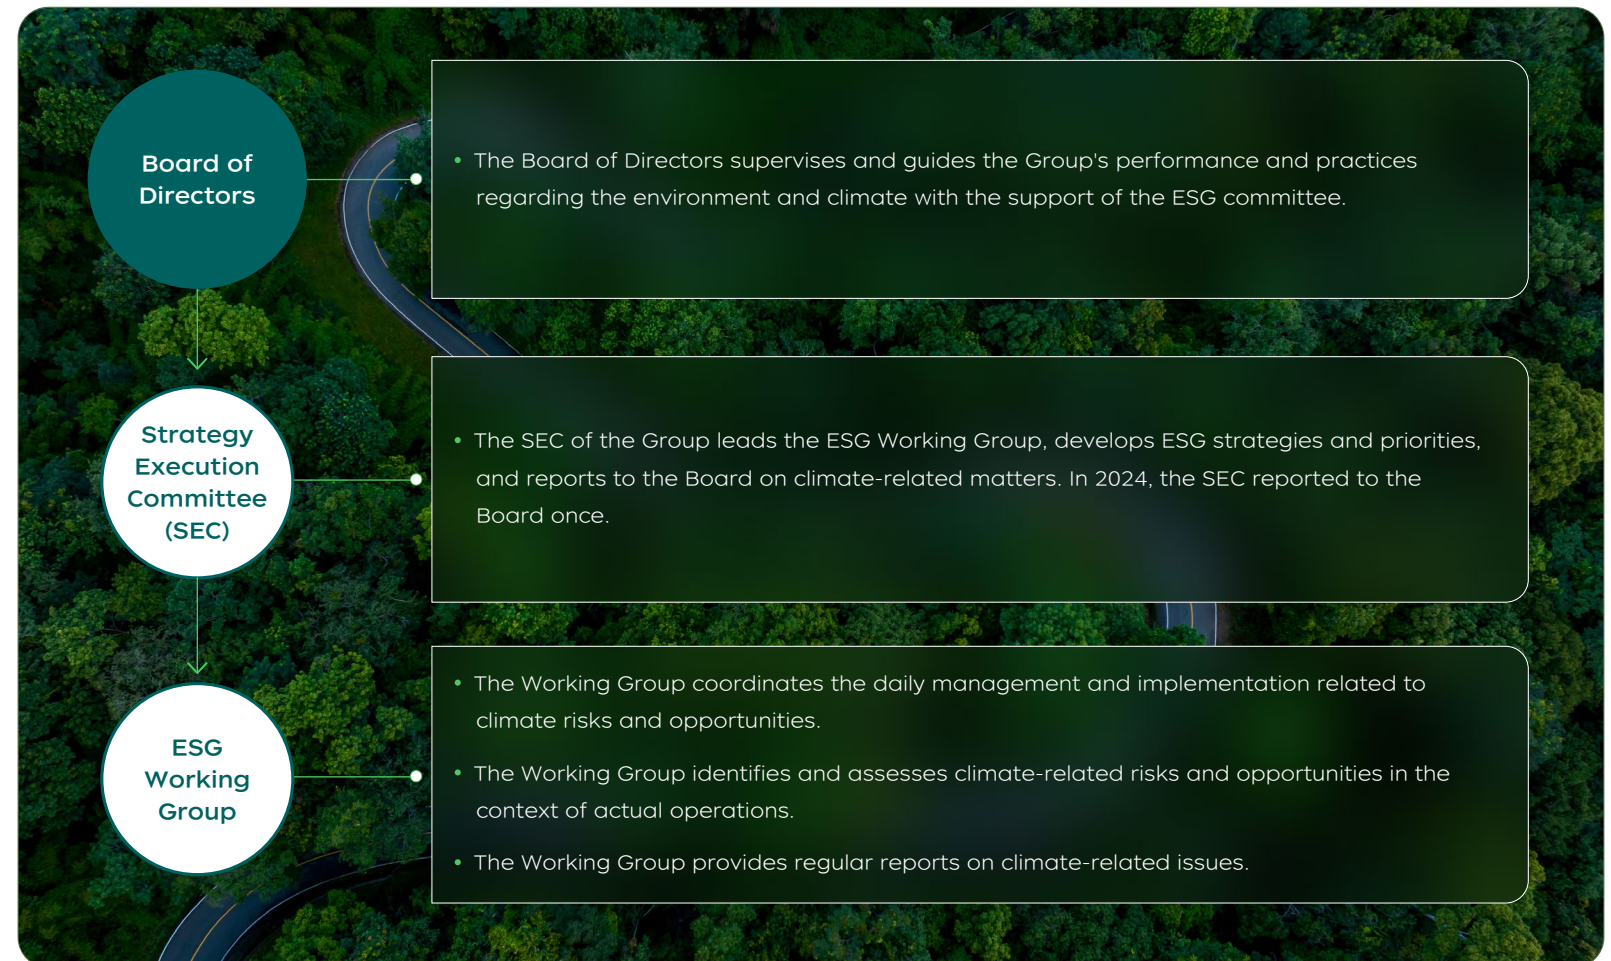 Board of
Directors
• The Board of Directors supervises and guides the Group's performance and practices
regarding the environment and climate with the support of the ESG committee.
Strategy
Execution
Committee
(SEC)
• The SEC of the Group leads the ESG Working Group, develops ESG strategies and priorities,
and reports to the Board on climate-related matters. In 2024, the SEC reported to the
Board once.
ESG
Working
Group
• The Working Group coordinates the daily management and implementation related to
climate risks and opportunities.
• The Working Group identifies and assesses climate-related risks and opportunities in the
context of actual operations.
• The Working Group provides regular reports on climate-related issues.